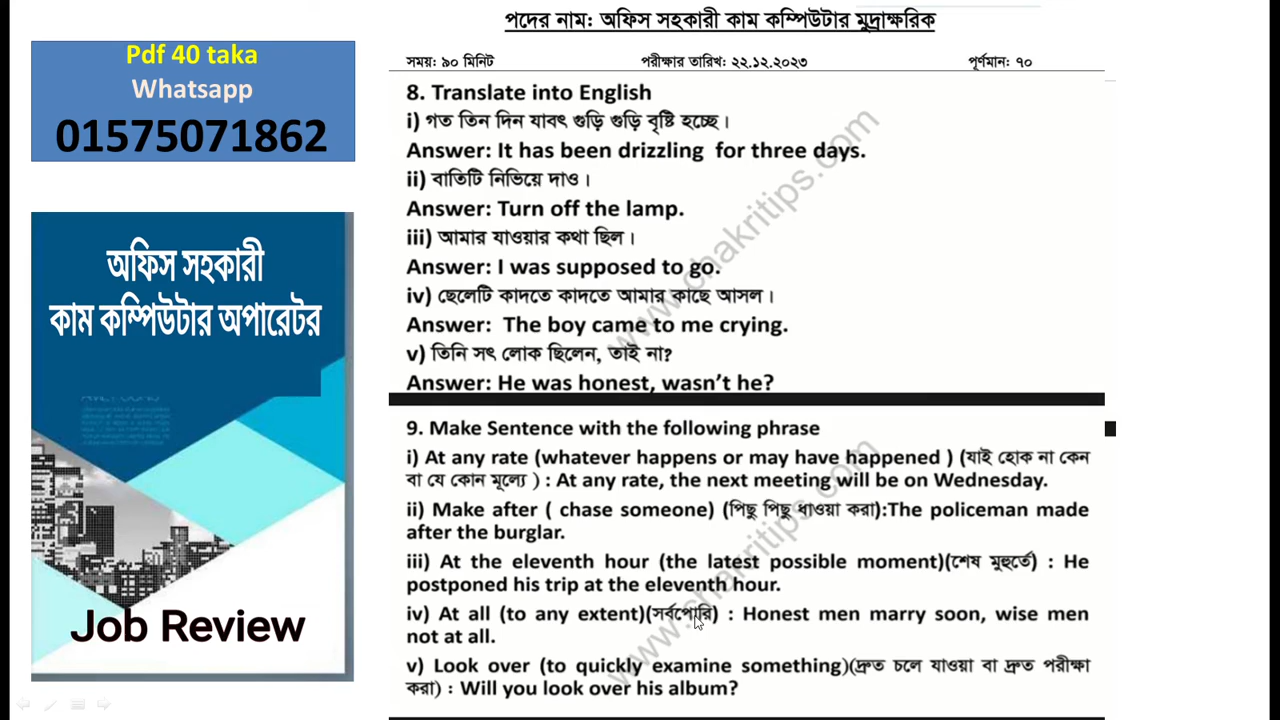 পদের নাম: অফিস সহকারী কাম কম্পিউটার মুদ্রাক্ষরিক
Pdf 40 taka
Whatsapp
01575071862
সময়: ৯০ মিনিট পরীক্ষার তারিখ: ২২.১২.২০২৩ পূর্ণমান: ৭০
8. Translate into English
i) গত তিন দিন যাবৎ গুড়ি গুড়ি বৃষ্টি হচ্ছে।
Answer: It has been drizzling for three days.
ii) বাতিটি নিভিয়ে দাও।
Answer: Turn off the lamp.
iii) আমার যাওয়ার কথা ছিল।
Answer: I was supposed to go.
iv) ছেলেটি কাদতে কাদতে আমার কাছে আসল।
Answer: The boy came to me crying.
v) তিনি সৎ লোক ছিলেন, তাই না?
Answer: He was honest, wasn't he?
9. Make Sentence with the following phrase
i) At any rate (whatever happens or may have happened ) (যাই হোক না কেন
বা যে কোন মূল্যে ) : At any rate, the next meeting will be on Wednesday.
ii) Make after ( chase someone) (পিছু পিছু ধাওয়া করা):The policeman made
after the burglar.
iii) At the eleventh hour (the latest possible moment)(শেষ মুহুর্তে) : He
postponed his trip at the eleventh hour.
iv) At all (to any extent)(সর্বপোরি) : Honest men marry soon, wise men
not at all.
v) Look over (to quickly examine something)(দ্রুত চলে যাওয়া বা দ্রুত পরীক্ষা
করা) : Will you look over his album?
www.chakritips.com
www.chakritips.com
অফিস সহকারী
কাম কম্পিউটার অপারেটর
Job Review